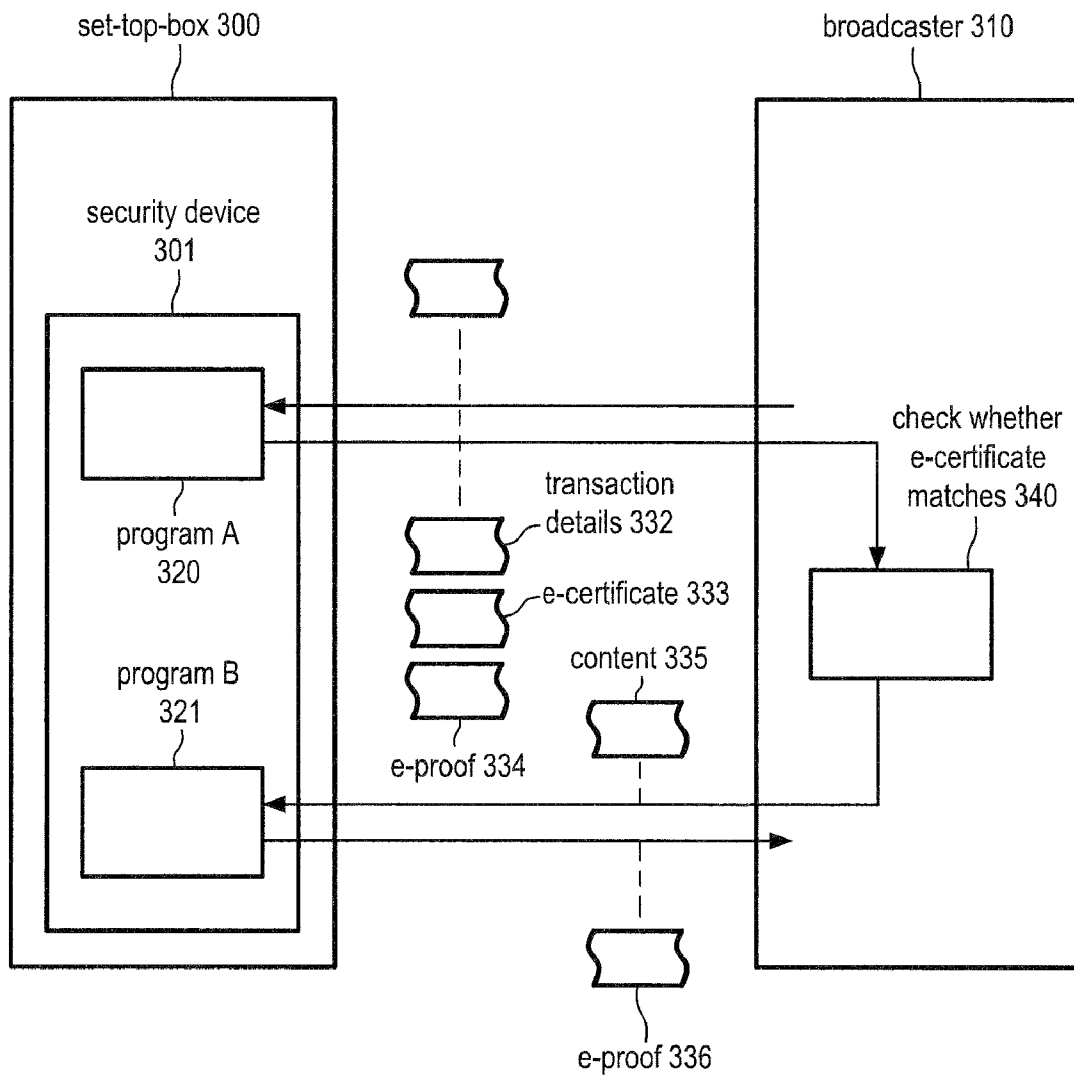 set-top-box 300
broadcaster 310
security device
301
check whether
e-certificate
matches 340
transaction
details 332
program A
320
e-certificate 333
program B
321
content 335
e-proof 334
e-proof 336